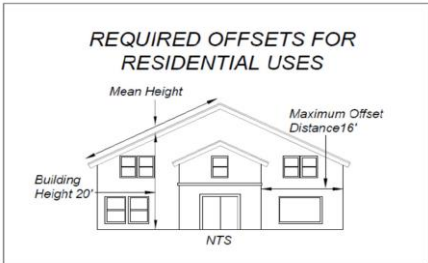 REQUIRED OFFSETS FOR
RESIDENTIAL USES
Mean Height
Maximum Offset
Distance16'
Building
Height 20'
NTS